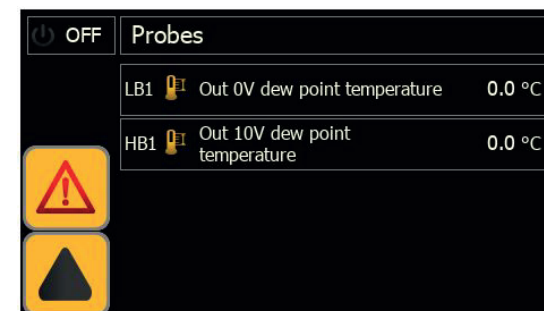 OFF
Probes
LB1 Out 0V dew point temperature 0.0 °C
HB1 Out 10V dew point
temperature 0.0 °C